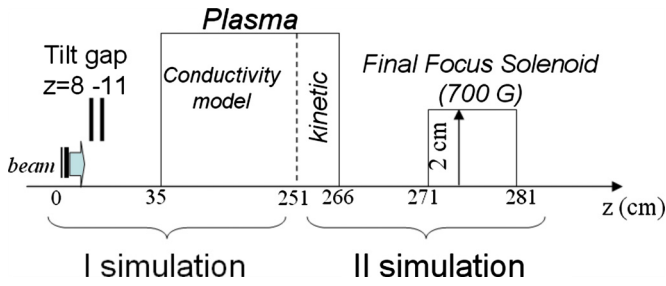 Plasma
Tilt gap
z=8 -11
Conductivity
model
kinetic
Final Focus Solenoid
(700 G)
2 cm
beam
0
35
251
266
271
281
z (cm)
I simulation
II simulation